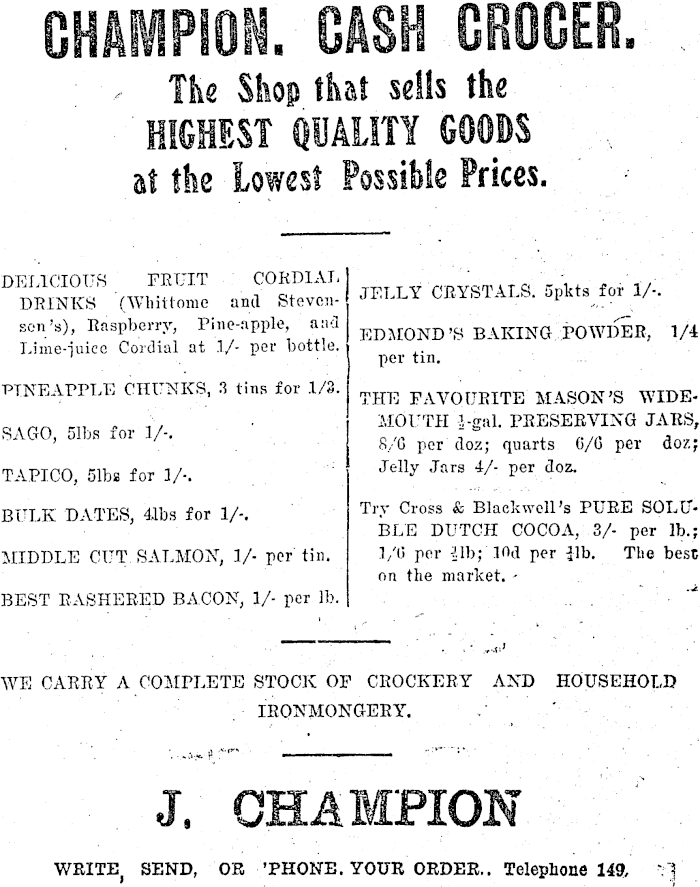 CHAMPION. CASH GROCER.
The Shop that sells the
HIGHEST QUALITY GOODS
at the Lowest Possible Prices.
DELICIOUS FRUIT CORDIAL
DRINKS (Whittome and Steven-
son's), Raspberry, Pine-apple, and
Lime-juice Cordial at 1/- per bottle.
PINEAPPLE CHUNKS, 3 tins for 1/3.
SAGO, 5lbs for 1/-.
TAPICO, 5lbs for 1/-.
BULK DATES, 4lbs for 1/-.
MIDDLE CUT SALMON, 1/- per tin.
BEST RASHERED BACON, 1/- per lb.
JELLY CRYSTALS. 5pkts for 1/-.
EDMOND'S BAKING POWDER, 1/4
per tin.
THE FAVOURITE MASON'S WIDE-
MOUTH ½-gal. PRESERVING JARS,
8/6 per doz; quarts 6/6 per doz;
Jelly Jars 4/- per doz.
Try Cross & Blackwell's PURE SOLU-
BLE DUTCH COCOA, 3/- per lb.;
1/6 per ½lb; 10d per ¼lb. The best
on the market.
WE CARRY A COMPLETE STOCK OF CROCKERY AND HOUSEHOLD
IRONMONGERY.
J. CHAMPION
WRITE, SEND, OR 'PHONE. YOUR ORDER.. Telephone 149.